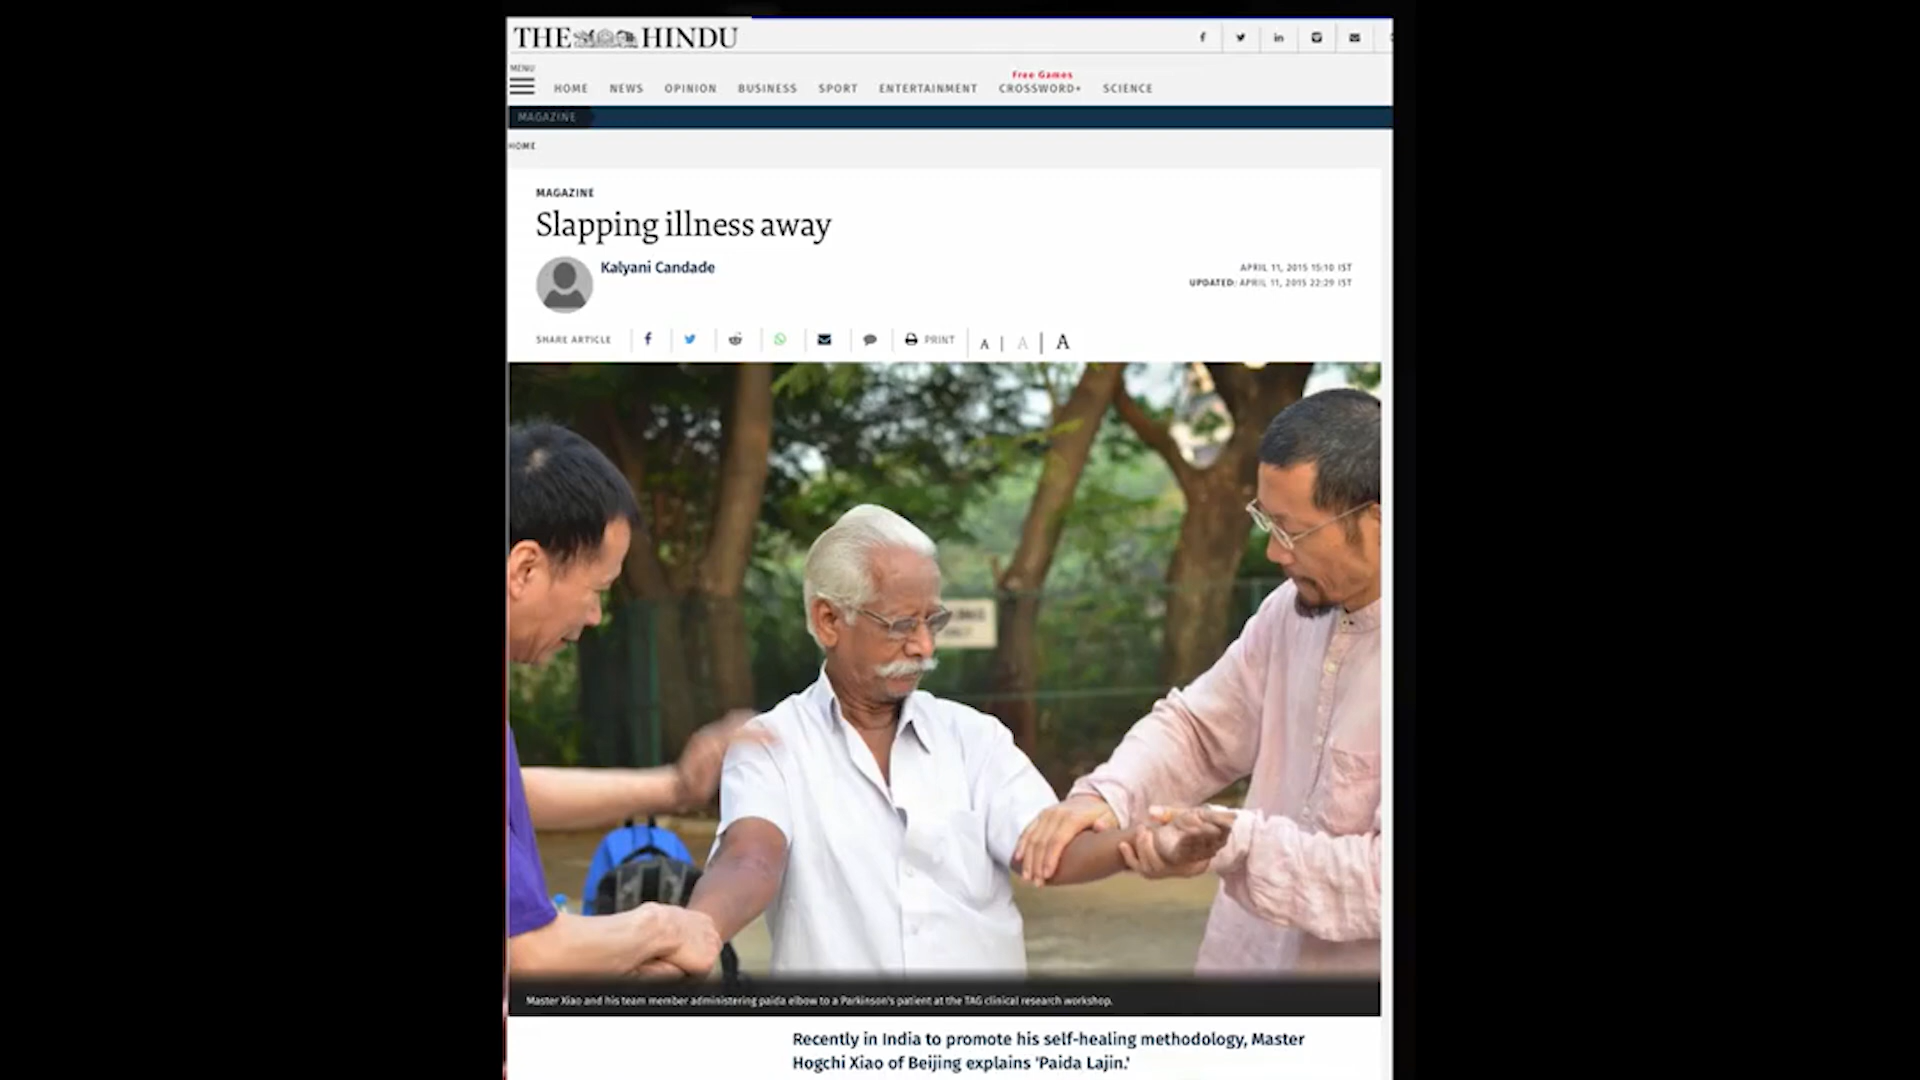 THE HINDU
MENU
HOME NEWS OPINION BUSINESS SPORT ENTERTAINMENT Free Games CROSSWORD+ SCIENCE
MAGAZINE
HOME
MAGAZINE
Slapping illness away
Kalyani Candade
APRIL 11, 2015 15:10 IST
UPDATED: APRIL 11, 2015 22:29 IST
SHARE ARTICLE PRINT A | A | A
Master Xiao and his team member administering paida elbow to a Parkinson's patient at the TAG clinical research workshop.
Recently in India to promote his self-healing methodology, Master
Hogchi Xiao of Beijing explains 'Paida Lajin.'